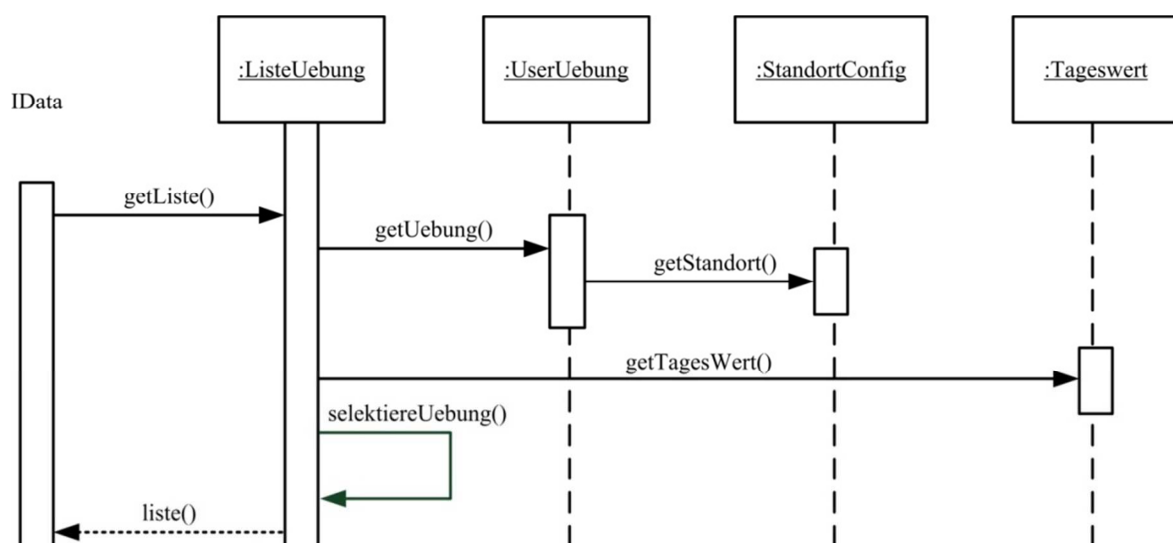 :ListeUebung
:UserUebung
:StandortConfig
:Tageswert
IData
getListe()
getUebung()
getStandort()
getTagesWert()
selektiereUebung()
liste()